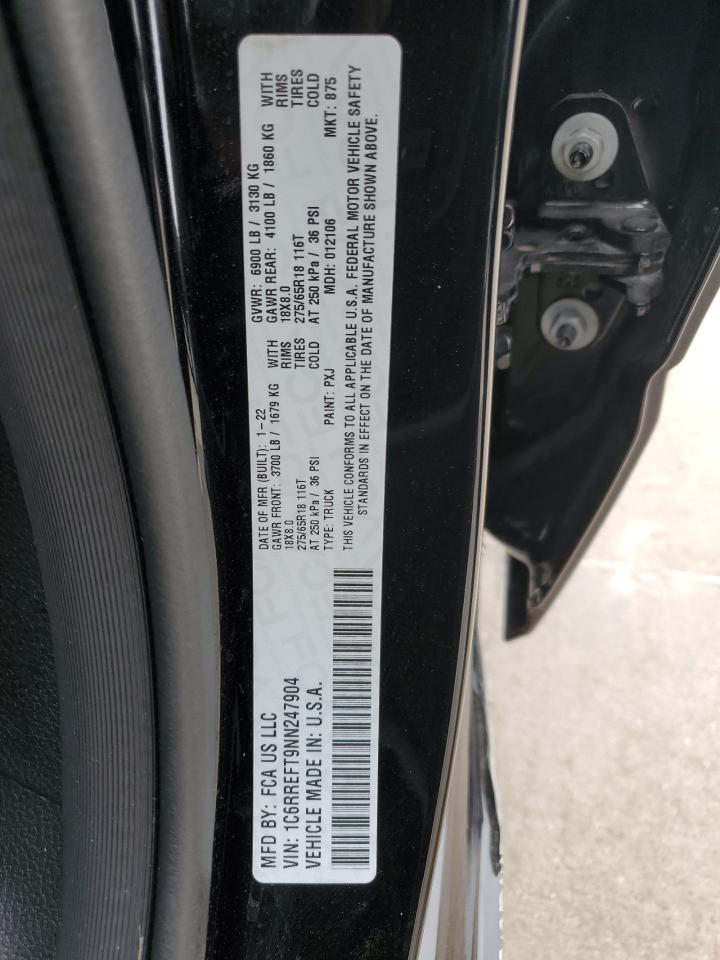 MFD BY: FCA US LLC
VIN: 1C6RREFT9NN247904
VEHICLE MADE IN: U.S.A.
DATE OF MFR (BUILT): 1-22 GVWR: 6900 LB / 3130 KG
GAWR FRONT: 3700 LB / 1679 KG WITH GAWR REAR: 4100 LB / 1860 KG WITH
18X8.0 RIMS 18X8.0 RIMS
275/65R18 116T TIRES 275/65R18 116T TIRES
AT 250 kPa / 36 PSI COLD AT 250 kPa / 36 PSI COLD
TYPE: TRUCK PAINT: PXJ MDH: 012106 MKT: 875
THIS VEHICLE CONFORMS TO ALL APPLICABLE U.S.A. FEDERAL MOTOR VEHICLE SAFETY
STANDARDS IN EFFECT ON THE DATE OF MANUFACTURE SHOWN ABOVE.